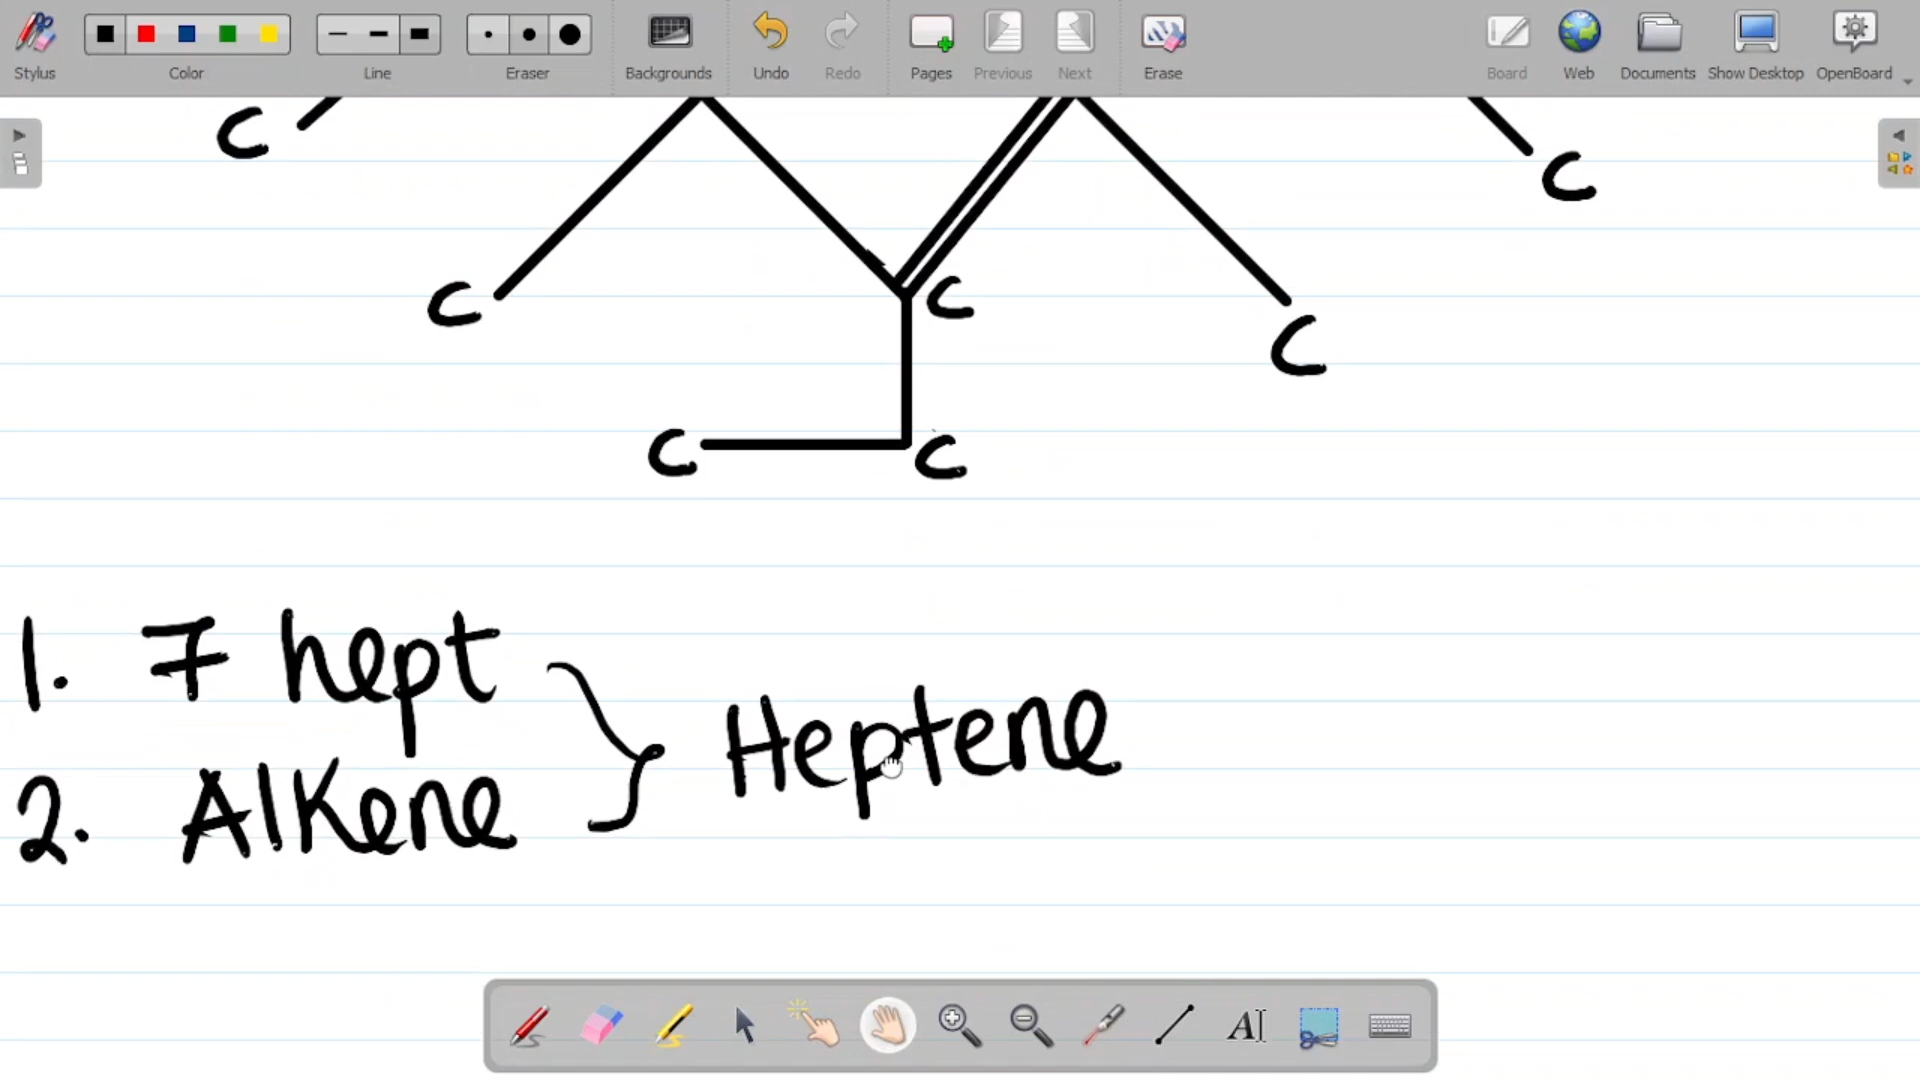 Stylus Color Line Eraser Backgrounds Undo Redo Pages Previous Next Erase Board Web Documents Show Desktop OpenBoard
C C
C C C
C C
1. 7 hept
Heptene
2. Alkene